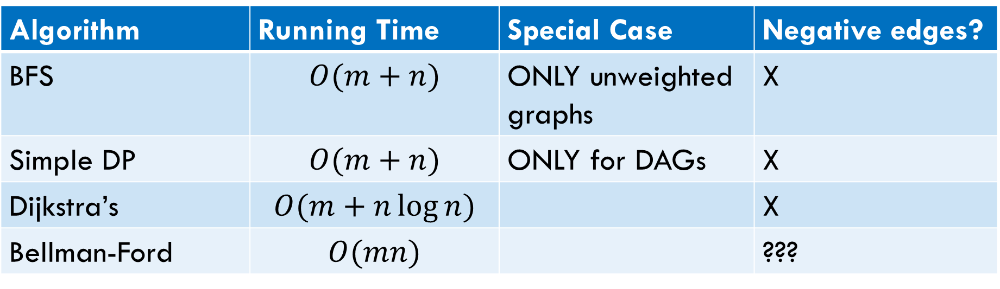 Algorithm Running Time Special Case Negative edges?
BFS O(m + n) ONLY unweighted X
graphs
Simple DP O(m + n) ONLY for DAGs X
Dijkstra’s O(m + n log n) X
Bellman-Ford O(mn) ???